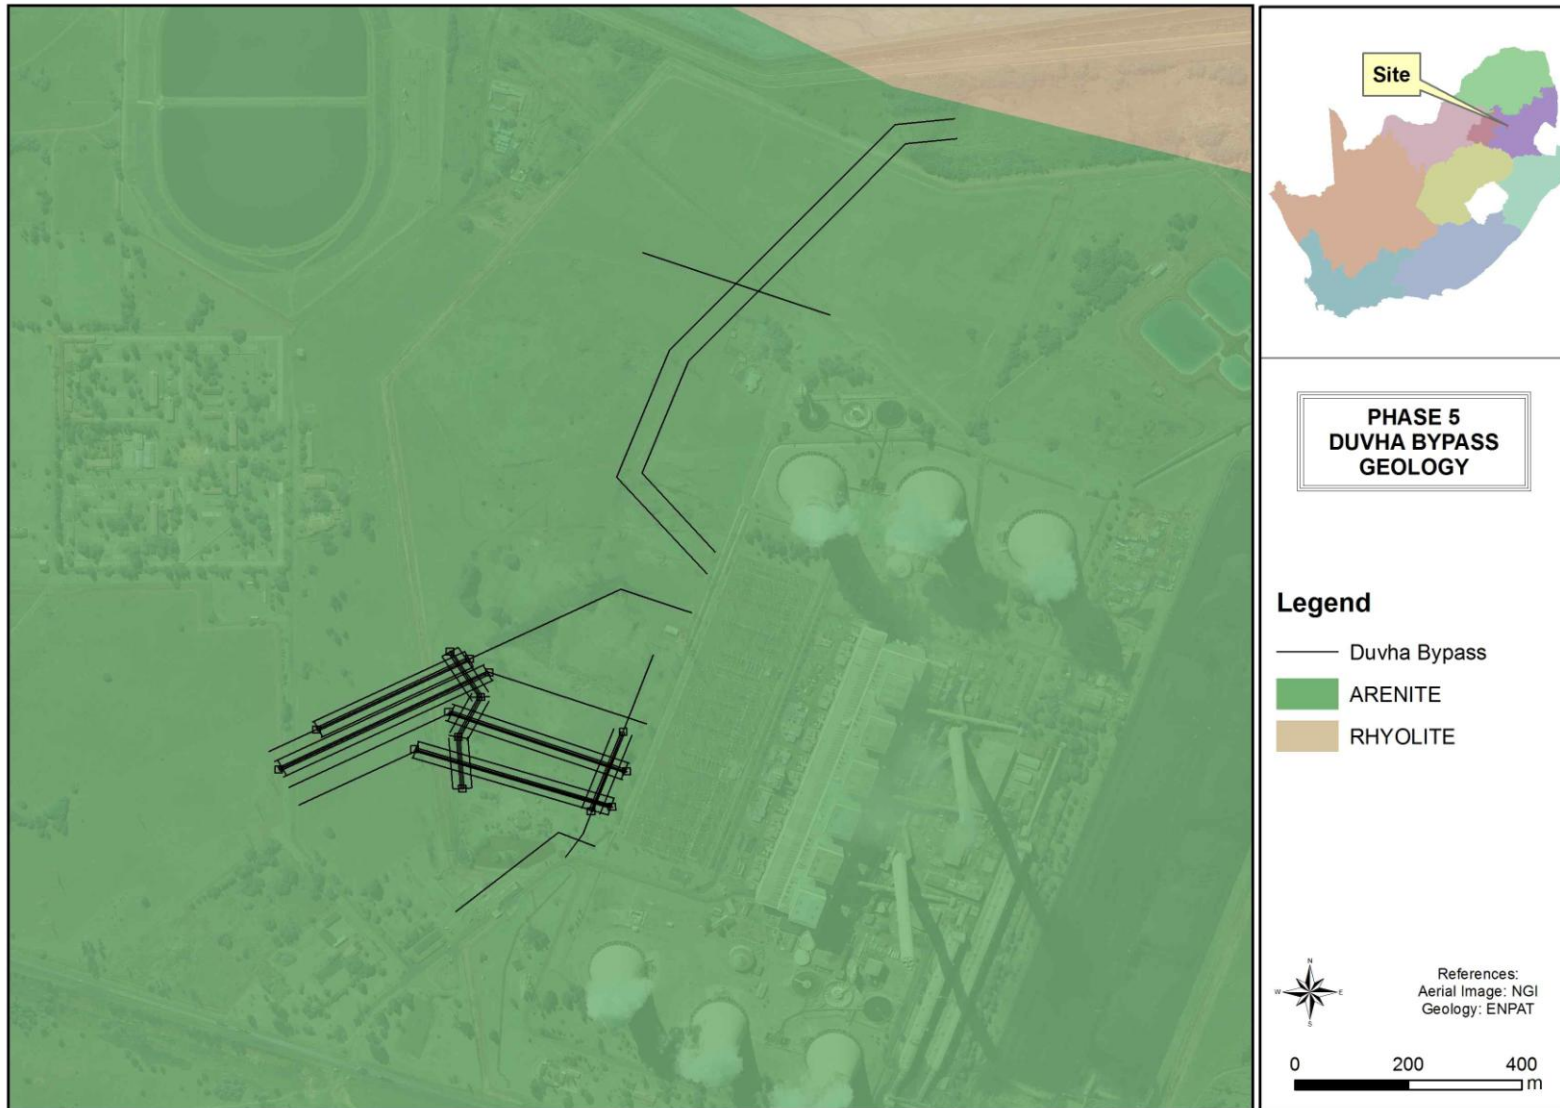 Site
PHASE 5
DUVHA BYPASS
GEOLOGY
Legend
Duvha Bypass
ARENITE
RHYOLITE
N
W
E
S
References:
Aerial Image: NGI
Geology: ENPAT
0 200 400
m